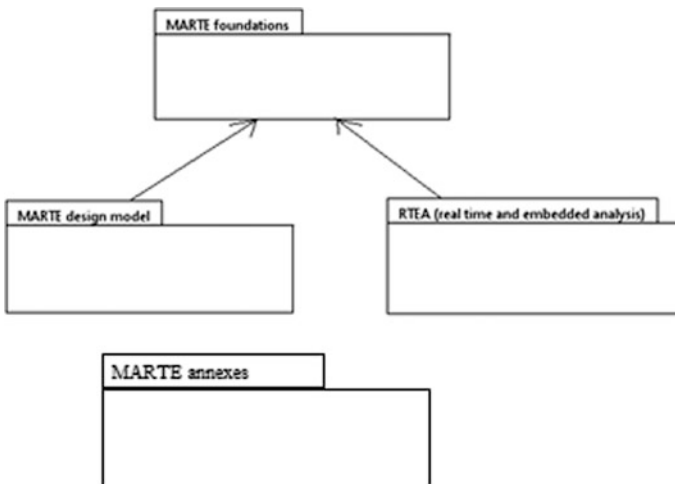 MARTE foundations
MARTE design model
RTEA (real time and embedded analysis)
MARTE annexes